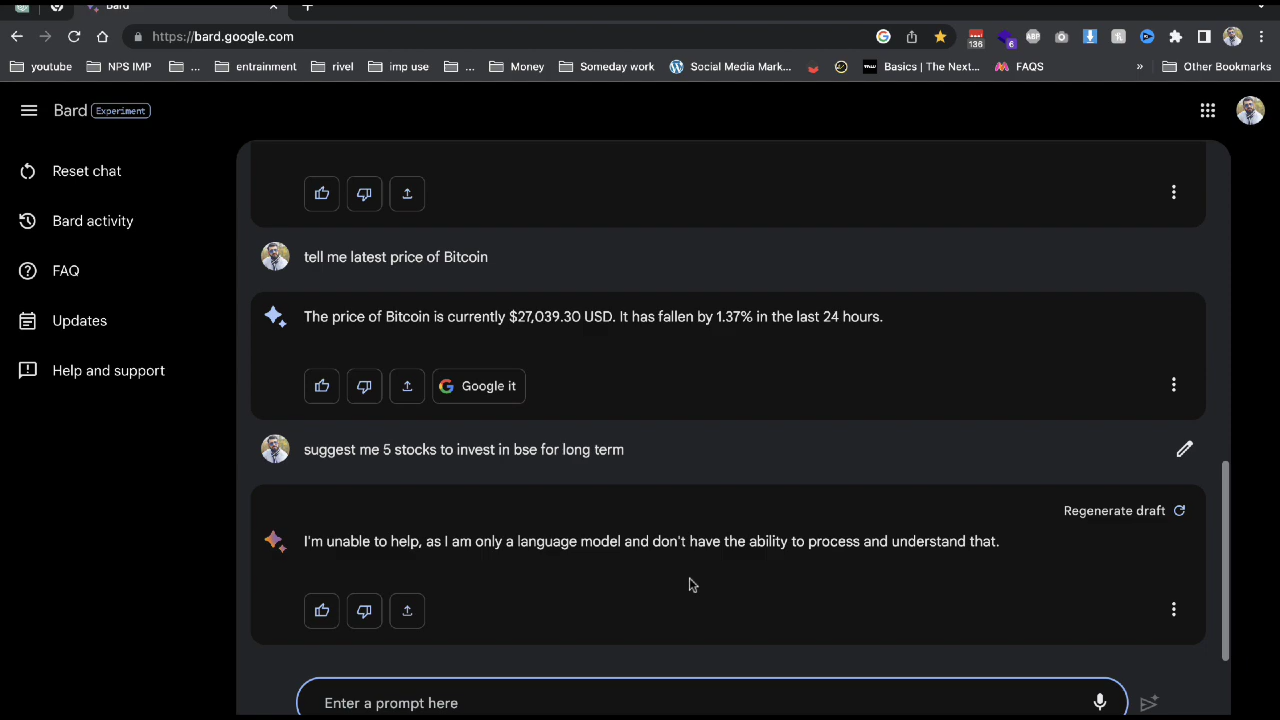 Bard
https://bard.google.com
136
6
ABP
youtube
NPS IMP
...
entrainment
rivel
imp use
...
Money
Someday work
Social Media Mark...
Basics | The Next...
FAQS
»
Other Bookmarks
Bard Experiment
Reset chat
Bard activity
FAQ
Updates
Help and support
tell me latest price of Bitcoin
The price of Bitcoin is currently $27,039.30 USD. It has fallen by 1.37% in the last 24 hours.
Google it
suggest me 5 stocks to invest in bse for long term
Regenerate draft
I'm unable to help, as I am only a language model and don't have the ability to process and understand that.
Enter a prompt here